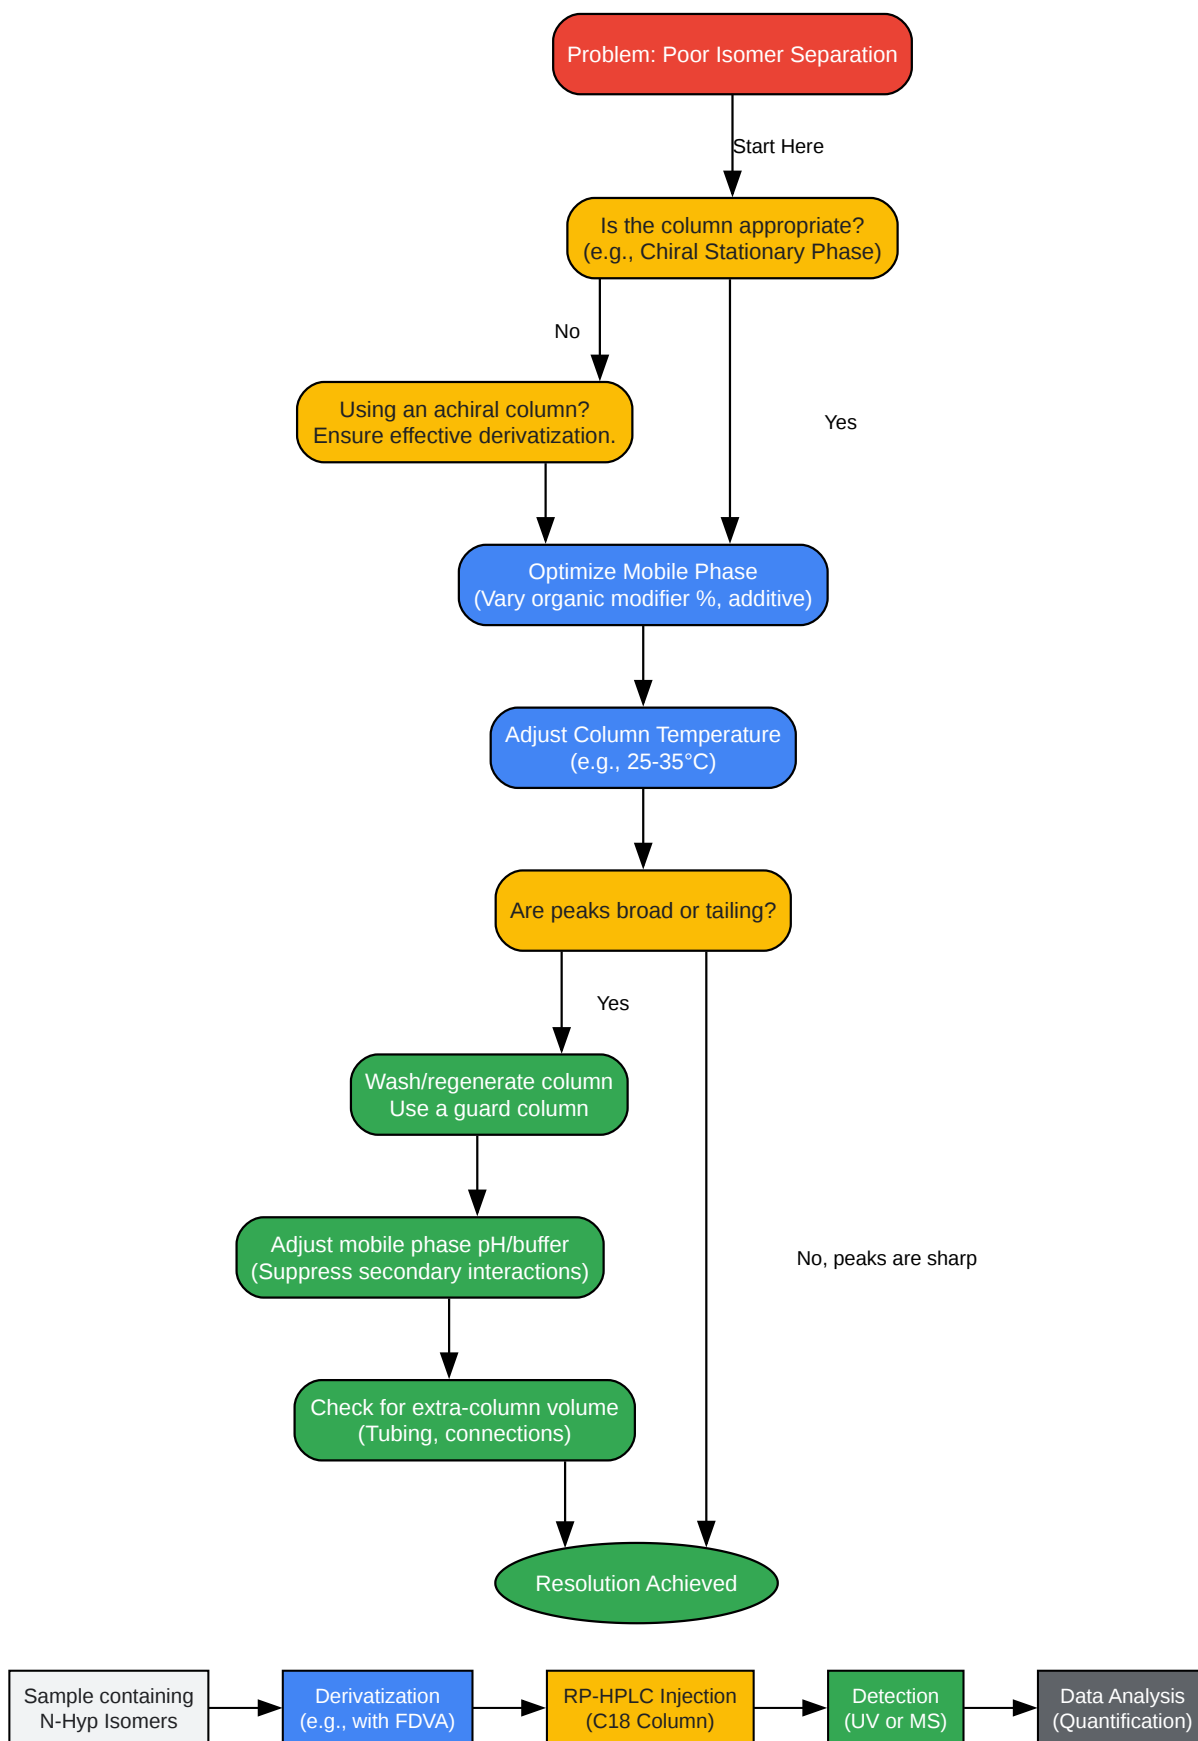 Problem: Poor Isomer Separation
Start Here
Is the column appropriate?
(e.g., Chiral Stationary Phase)
No
Using an achiral column?
Ensure effective derivatization.
Yes
Optimize Mobile Phase
(Vary organic modifier %, additive)
Adjust Column Temperature
(e.g., 25-35°C)
Are peaks broad or tailing?
Yes
Wash/regenerate column
Use a guard column
Adjust mobile phase pH/buffer
(Suppress secondary interactions)
No, peaks are sharp
Check for extra-column volume
(Tubing, connections)
Resolution Achieved
Sample containing
N-Hyp Isomers
Derivatization
(e.g., with FDVA)
RP-HPLC Injection
(C18 Column)
Detection
(UV or MS)
Data Analysis
(Quantification)